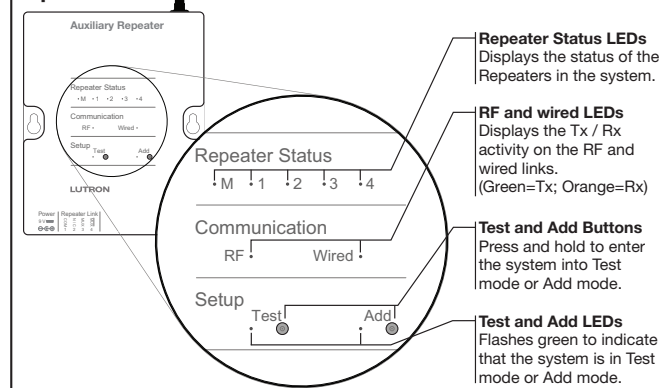 Auxiliary Repeater
Repeater Status
M 1 2 3 4
Communication
RF Wired
Setup
Test Add
LUTRON
Power
Repeater Link
9 V
Repeater Status
M 1 2 3 4
Communication
RF Wired
Setup
Test Add
Repeater Status LEDs
Displays the status of the
Repeaters in the system.
RF and wired LEDs
Displays the Tx / Rx
activity on the RF and
wired links.
(Green=Tx; Orange=Rx)
Test and Add Buttons
Press and hold to enter
the system into Test
mode or Add mode.
Test and Add LEDs
Flashes green to indicate
that the system is in Test
mode or Add mode.